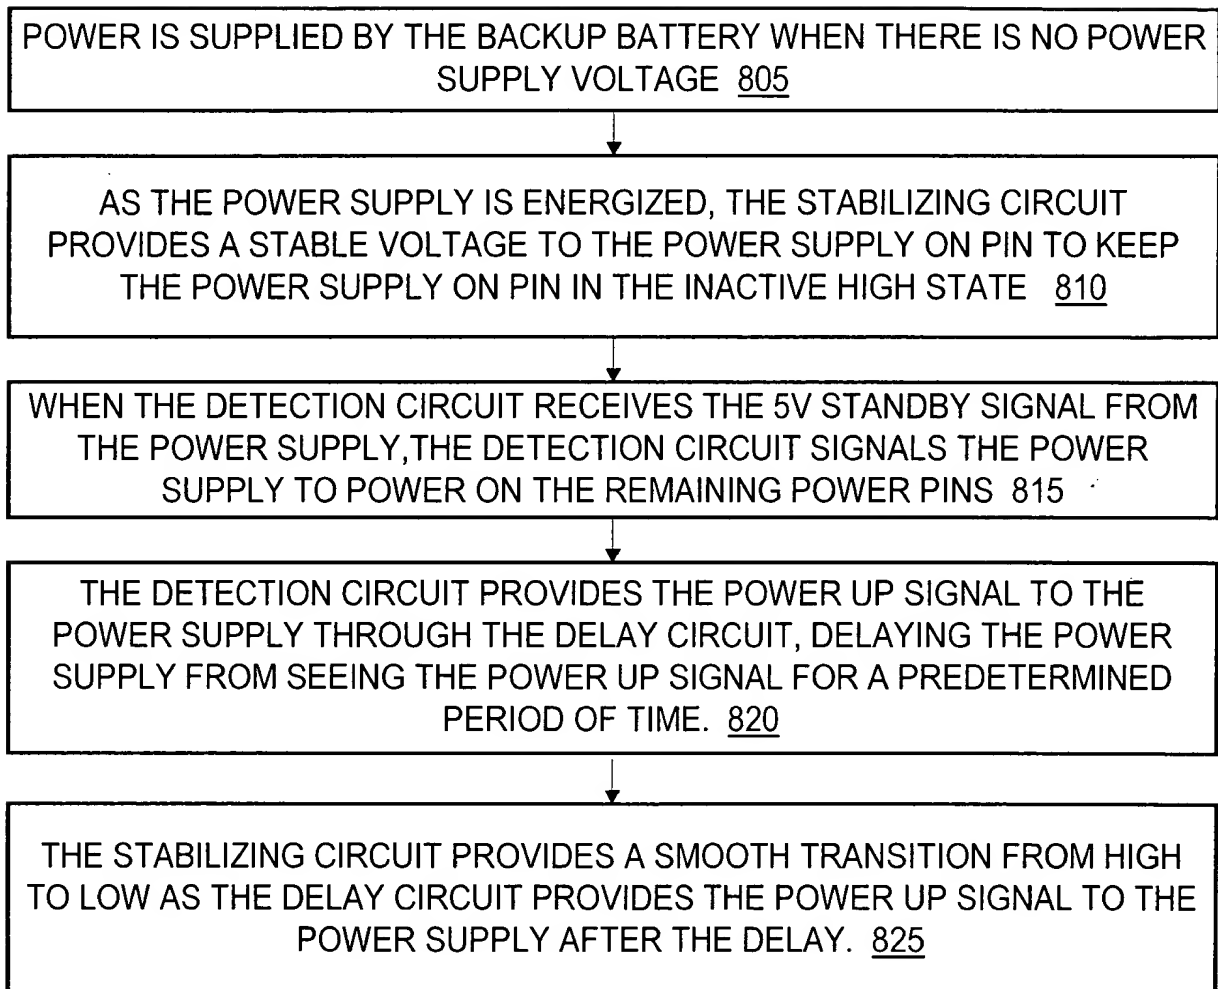 POWER IS SUPPLIED BY THE BACKUP BATTERY WHEN THERE IS NO POWER
SUPPLY VOLTAGE 805
AS THE POWER SUPPLY IS ENERGIZED, THE STABILIZING CIRCUIT
PROVIDES A STABLE VOLTAGE TO THE POWER SUPPLY ON PIN TO KEEP
THE POWER SUPPLY ON PIN IN THE INACTIVE HIGH STATE 810
WHEN THE DETECTION CIRCUIT RECEIVES THE 5V STANDBY SIGNAL FROM
THE POWER SUPPLY,THE DETECTION CIRCUIT SIGNALS THE POWER
SUPPLY TO POWER ON THE REMAINING POWER PINS 815
THE DETECTION CIRCUIT PROVIDES THE POWER UP SIGNAL TO THE
POWER SUPPLY THROUGH THE DELAY CIRCUIT, DELAYING THE POWER
SUPPLY FROM SEEING THE POWER UP SIGNAL FOR A PREDETERMINED
PERIOD OF TIME. 820
THE STABILIZING CIRCUIT PROVIDES A SMOOTH TRANSITION FROM HIGH
TO LOW AS THE DELAY CIRCUIT PROVIDES THE POWER UP SIGNAL TO THE
POWER SUPPLY AFTER THE DELAY. 825